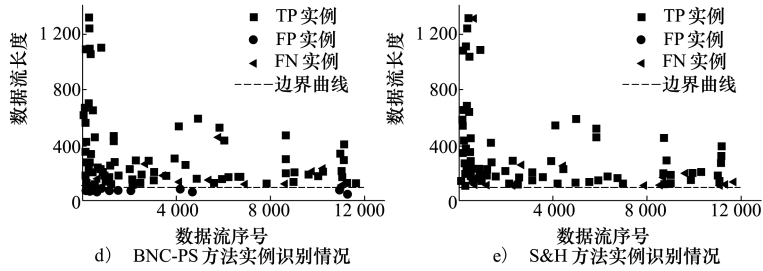 数据流长度
1 200
800
400
0
4 000
8 000
12 000
数据流序号
TP 实例
FP 实例
FN 实例
边界曲线
d) BNC-PS 方法实例识别情况
数据流长度
1 200
800
400
0
4 000
8 000
12 000
数据流序号
TP 实例
FP 实例
FN 实例
边界曲线
e) S&H 方法实例识别情况